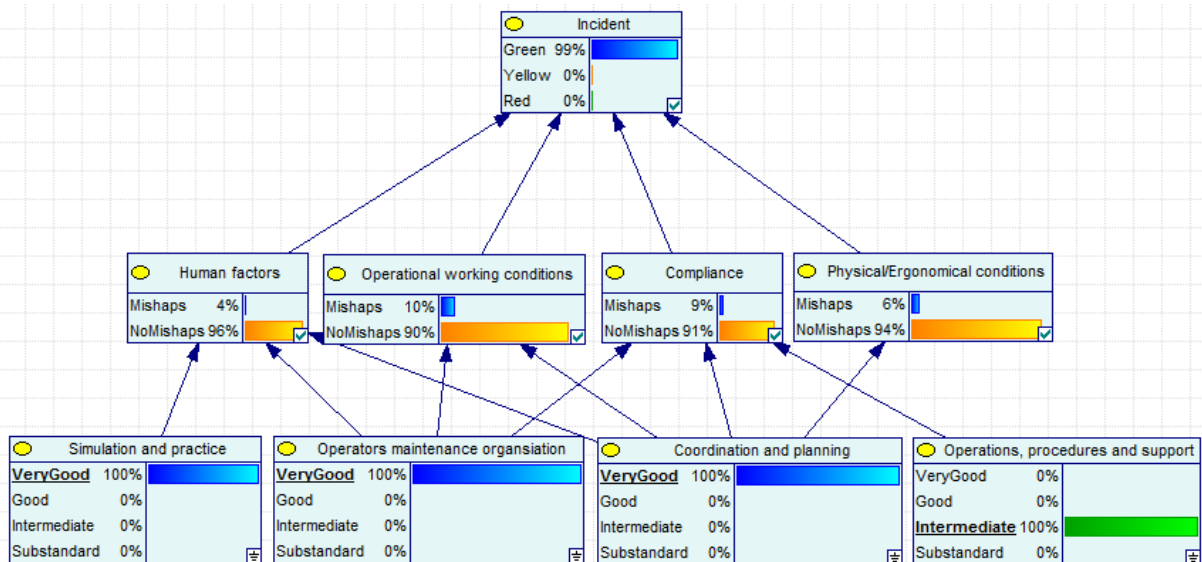 Incident
Green 99%
Yellow 0%
Red 0%
Human factors
Mishaps 4%
NoMishaps 96%
Operational working conditions
Mishaps 10%
NoMishaps 90%
Compliance
Mishaps 9%
NoMishaps 91%
Physical/Ergonomical conditions
Mishaps 6%
NoMishaps 94%
Simulation and practice
VeryGood 100%
Good 0%
Intermediate 0%
Substandard 0%
Operators maintenance organsiation
VeryGood 100%
Good 0%
Intermediate 0%
Substandard 0%
Coordination and planning
VeryGood 100%
Good 0%
Intermediate 0%
Substandard 0%
Operations, procedures and support
VeryGood 0%
Good 0%
Intermediate 100%
Substandard 0%